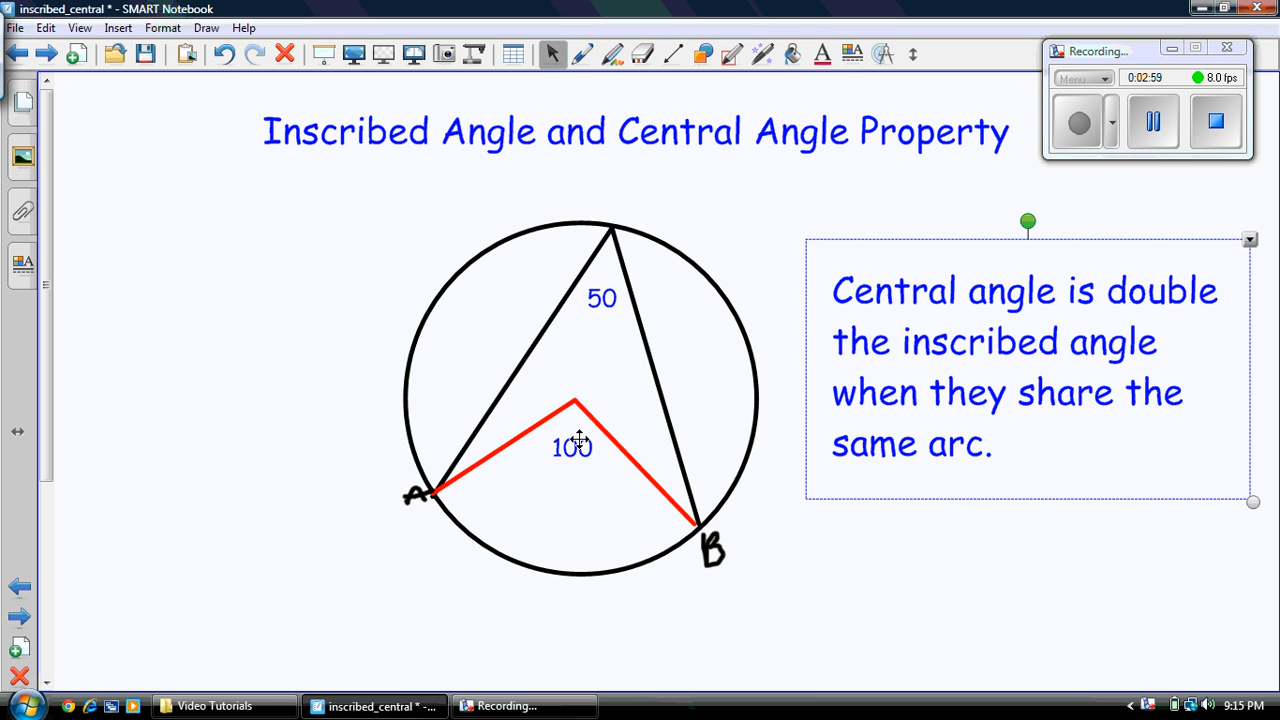 inscribed_central * - SMART Notebook
File Edit View Insert Format Draw Help
Recording...
Menu 0:02:59 8.0 fps
Inscribed Angle and Central Angle Property
50
100
A
B
Central angle is double
the inscribed angle
when they share the
same arc.
Video Tutorials inscribed_central * -... Recording... 9:15 PM